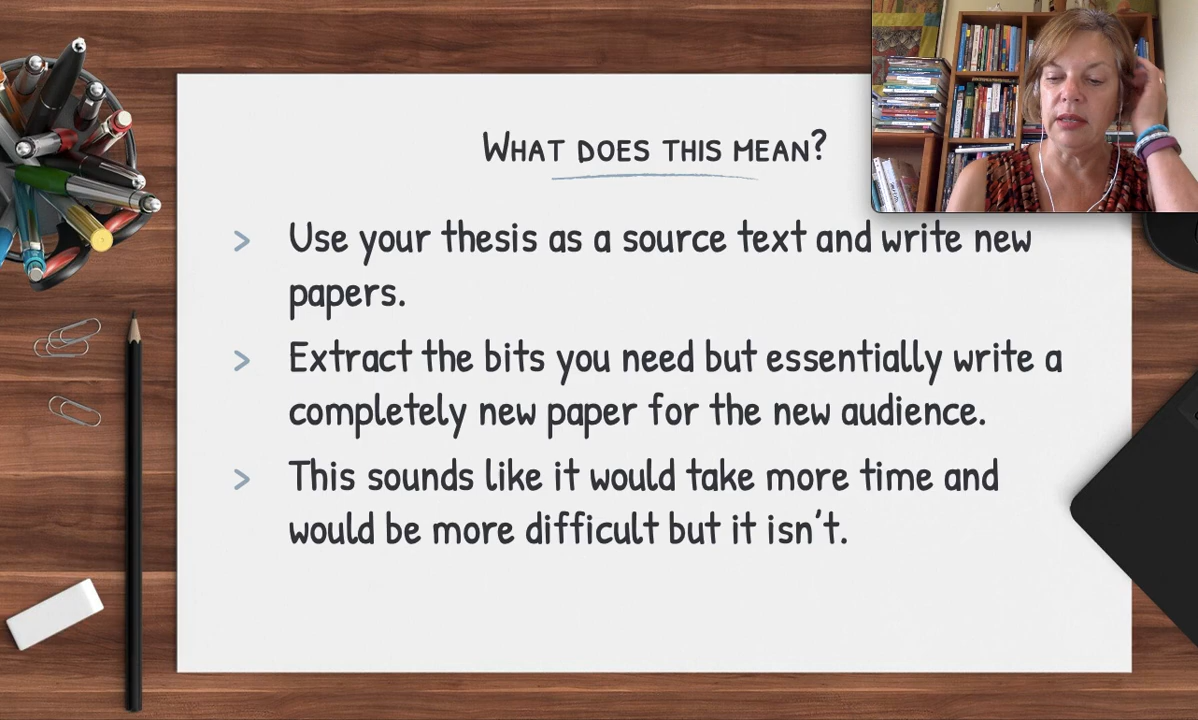 What does this mean?
> Use your thesis as a source text and write new
papers.
> Extract the bits you need but essentially write a
completely new paper for the new audience.
> This sounds like it would take more time and
would be more difficult but it isn't.